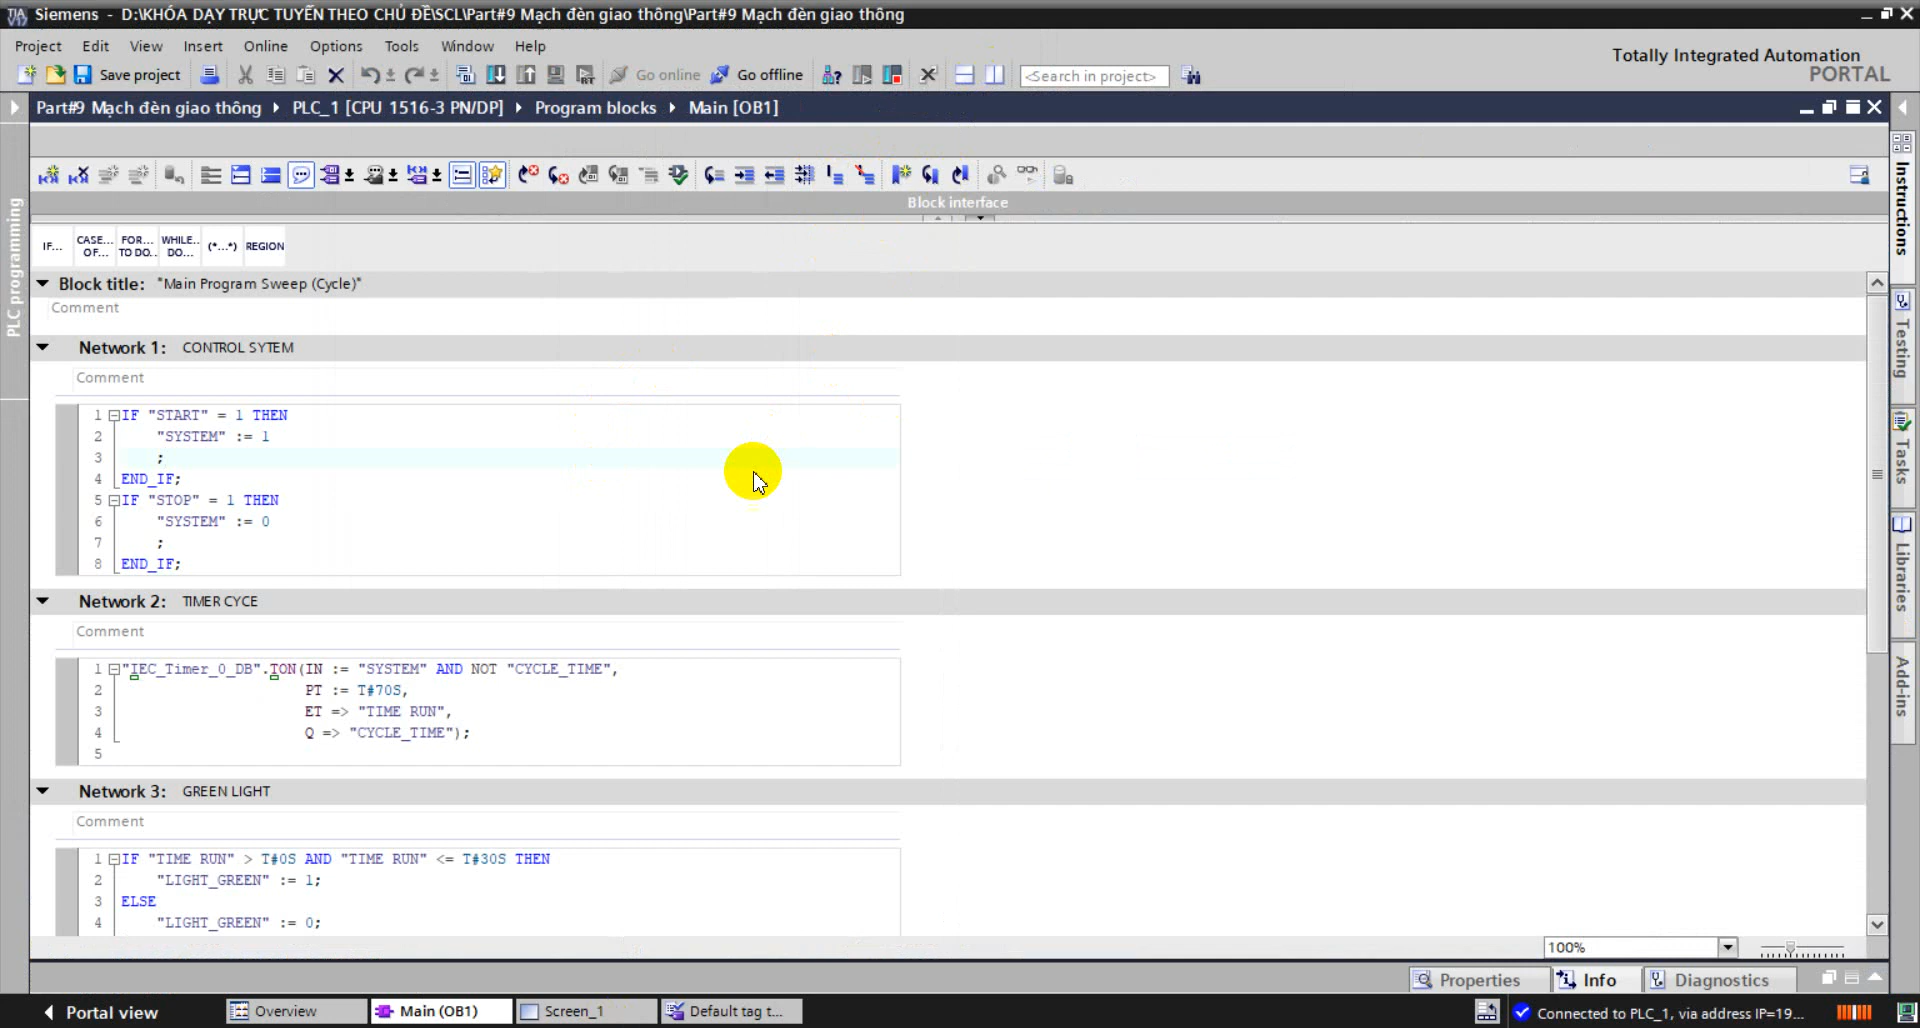 Siemens - D:\KHÓA DẠY TRỰC TUYẾN THEO CHỦ ĐỀ\SCL\Part#9 Mạch đèn giao thông\Part#9 Mạch đèn giao thông
Project Edit View Insert Online Options Tools Window Help
Totally Integrated Automation
PORTAL
Save project Go online Go offline <Search in project>
Part#9 Mạch đèn giao thông PLC_1 [CPU 1516-3 PN/DP] Program blocks Main [OB1]
Block interface
IF... CASE... OF... FOR... TO DO.. WHILE.. DO... (*...*) REGION
Block title: "Main Program Sweep (Cycle)"
Comment
Network 1: CONTROL SYTEM
Comment
1 IF "START" = 1 THEN
2 "SYSTEM" := 1
3 ;
4 END_IF;
5 IF "STOP" = 1 THEN
6 "SYSTEM" := 0
7 ;
8 END_IF;
Network 2: TIMER CYCE
Comment
1 "IEC_Timer_0_DB".TON(IN := "SYSTEM" AND NOT "CYCLE_TIME",
2 PT := T#70S,
3 ET => "TIME RUN",
4 Q => "CYCLE_TIME");
5
Network 3: GREEN LIGHT
Comment
1 IF "TIME RUN" > T#0S AND "TIME RUN" <= T#30S THEN
2 "LIGHT_GREEN" := 1;
3 ELSE
4 "LIGHT_GREEN" := 0;
100%
Properties Info Diagnostics
Portal view Overview Main (OB1) Screen_1 Default tag t... Connected to PLC_1, via address IP=19...
PLC programming
Instructions
Testing
Tasks
Libraries
Add-ins